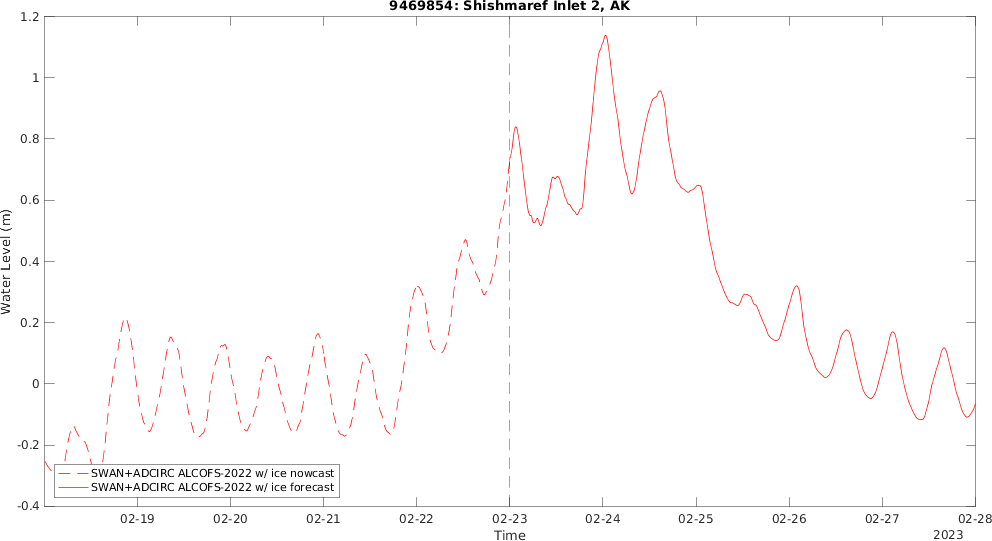 9469854: Shishmaref Inlet 2, AK
Water Level (m)
1.2
1
0.8
0.6
0.4
0.2
0
-0.2
-0.4
SWAN+ADCIRC ALCOFS-2022 w/ ice nowcast
SWAN+ADCIRC ALCOFS-2022 w/ ice forecast
02-19 02-20 02-21 02-22 02-23 02-24 02-25 02-26 02-27 02-28
Time
2023